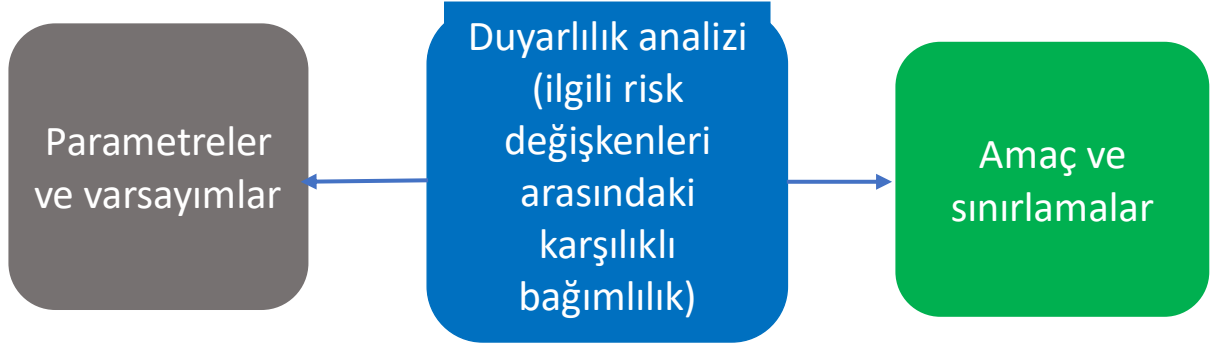 Parametreler
ve varsayımlar
Duyarlılık analizi
(ilgili risk
değişkenleri
arasındaki
karşılıklı
bağımlılık)
Amaç ve
sınırlamalar